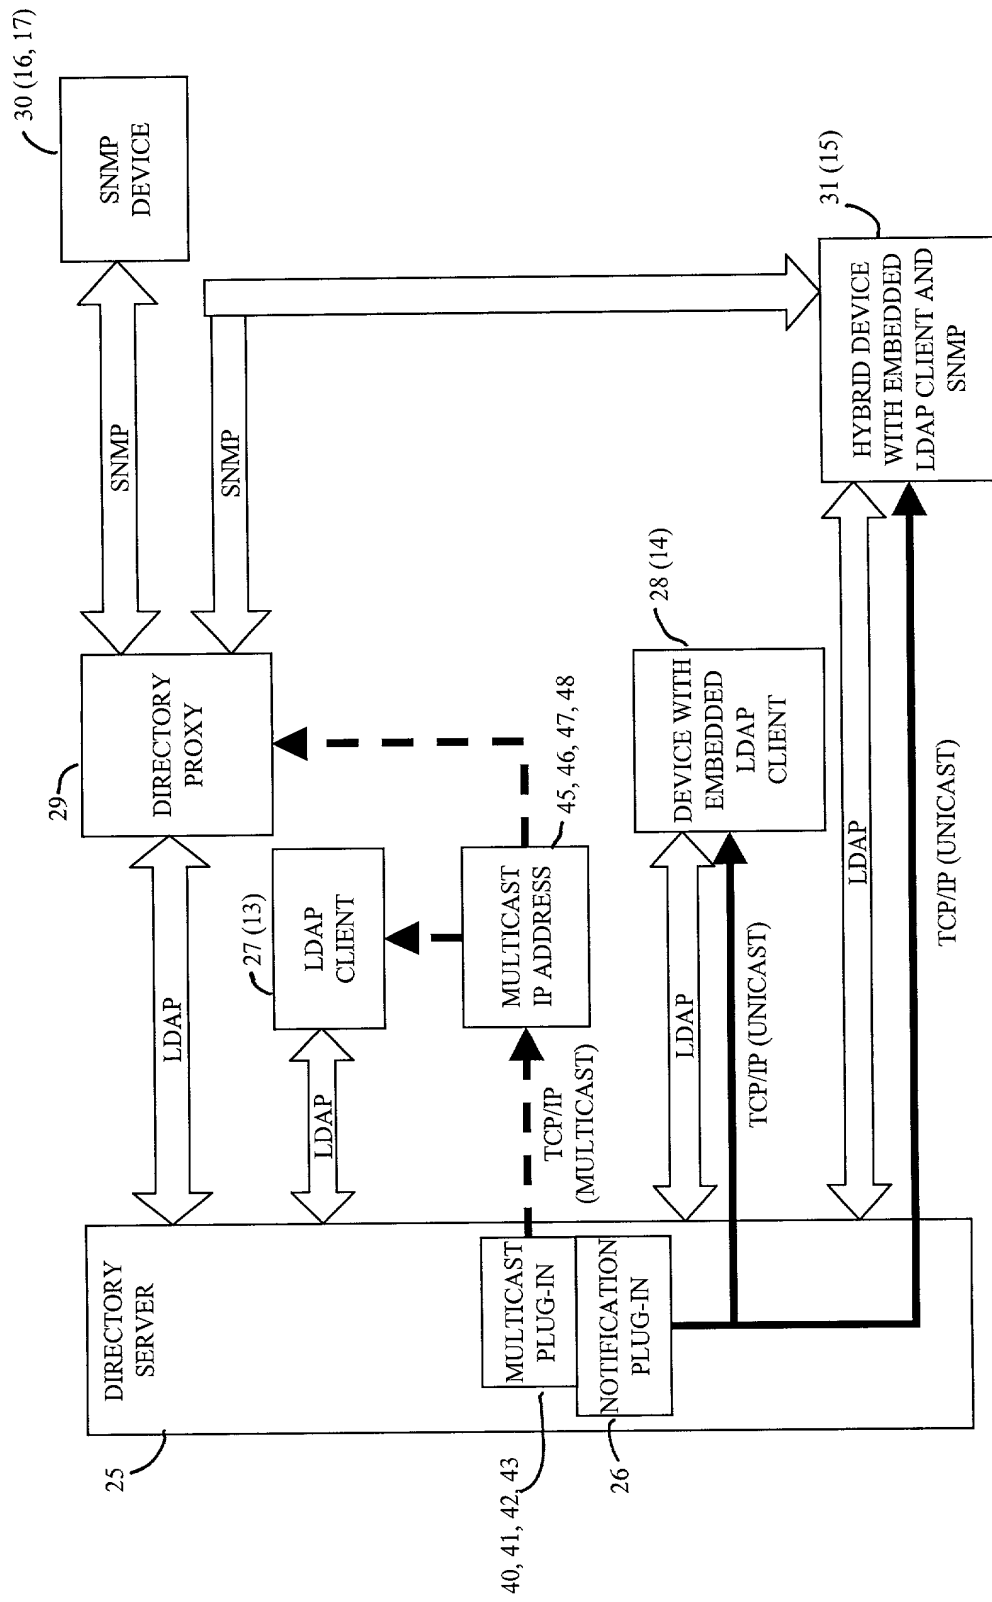 25
DIRECTORY
SERVER
40, 41, 42, 43
MULTICAST
PLUG-IN
26
NOTIFICATION
PLUG-IN
LDAP
LDAP
TCP/IP
(MULTICAST)
LDAP
TCP/IP (UNICAST)
LDAP
TCP/IP (UNICAST)
29
DIRECTORY
PROXY
27 (13)
LDAP
CLIENT
MULTICAST
IP ADDRESS
45, 46, 47, 48
28 (14)
DEVICE WITH
EMBEDDED
LDAP
CLIENT
SNMP
SNMP
30 (16, 17)
SNMP
DEVICE
31 (15)
HYBRID DEVICE
WITH EMBEDDED
LDAP CLIENT AND
SNMP